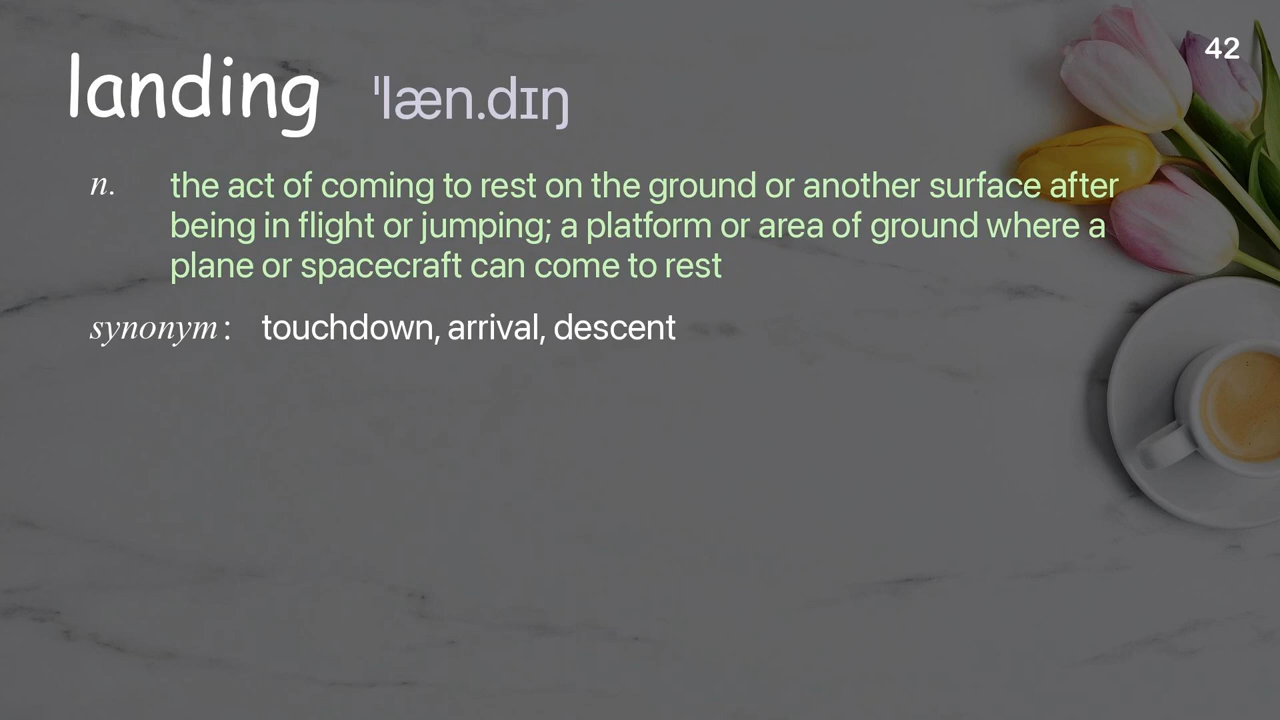 42
landing ˈlæn.dɪŋ
n. the act of coming to rest on the ground or another surface after
being in flight or jumping; a platform or area of ground where a
plane or spacecraft can come to rest
synonym: touchdown, arrival, descent